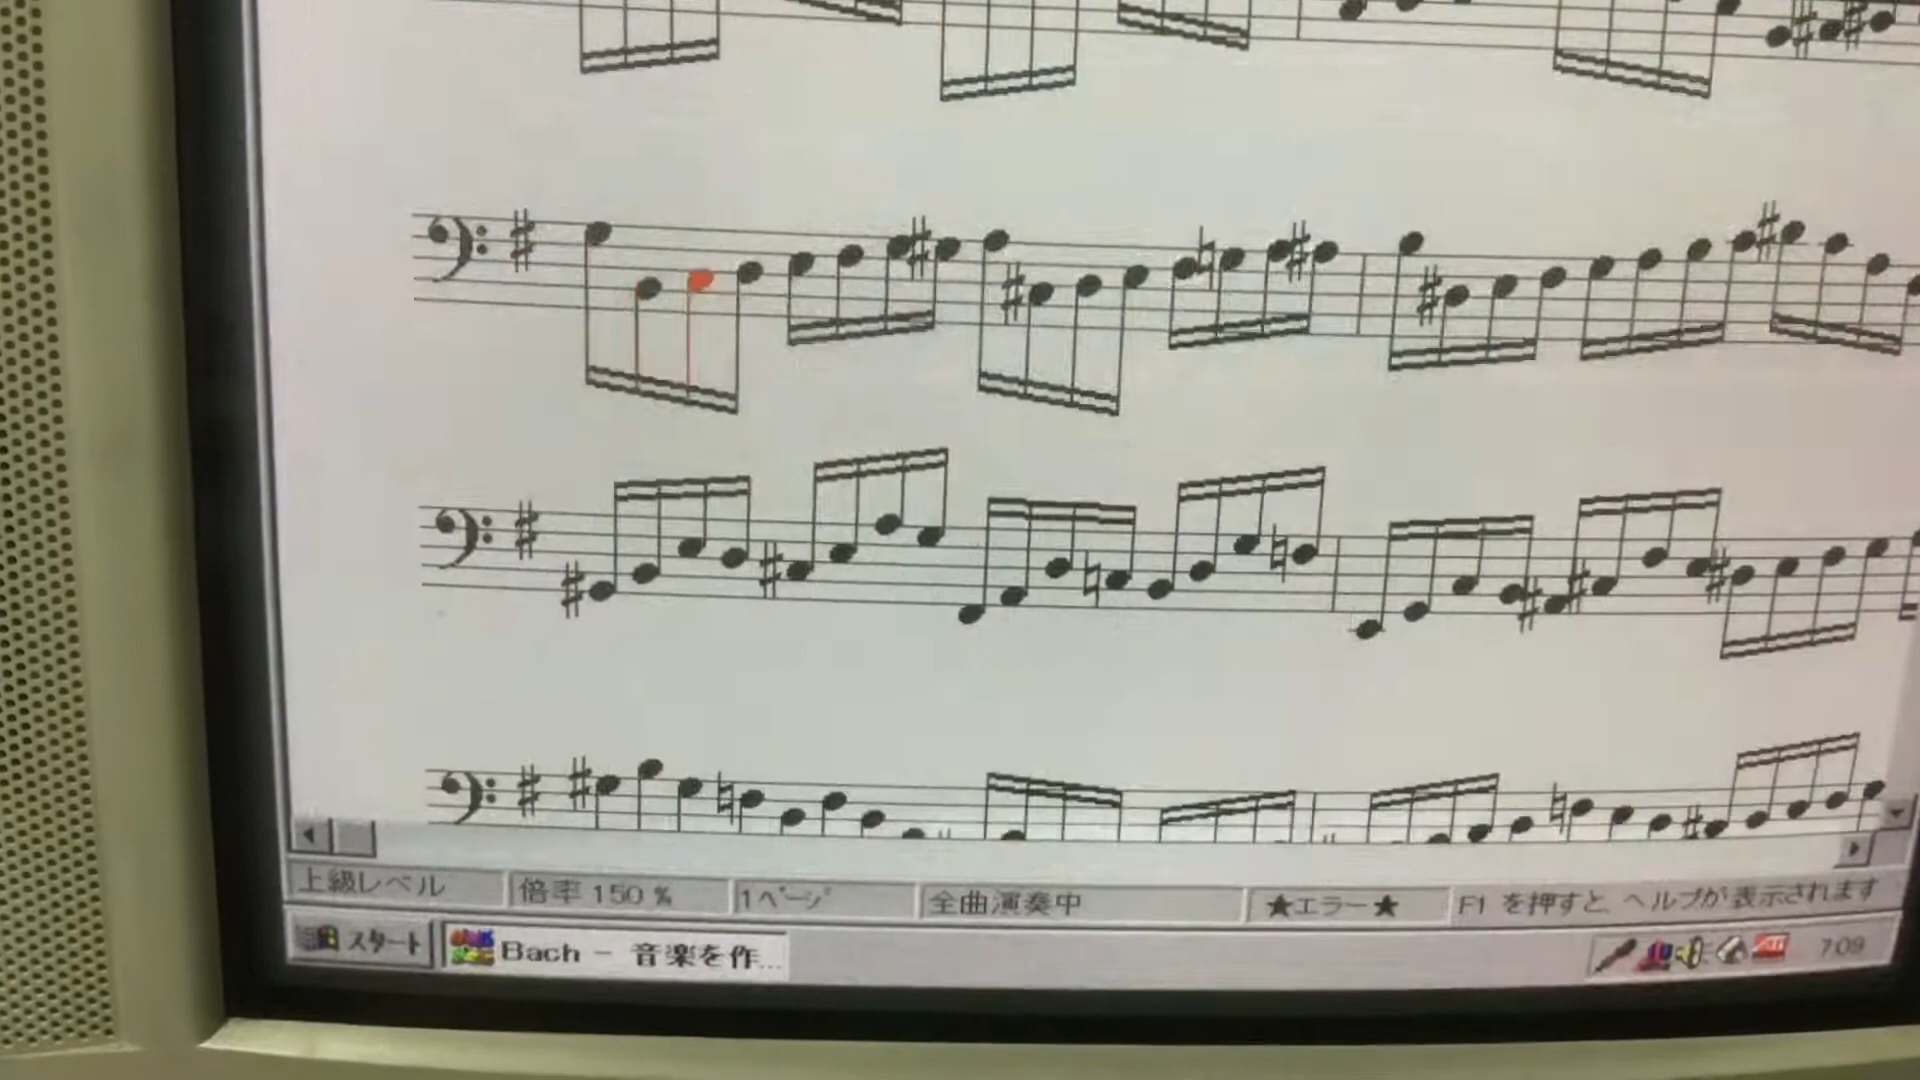 上級レベル 倍率 150 % 1ページ 全曲演奏中 ★エラー★ F1 を押すと、ヘルプが表示されます
スタート Bach - 音楽を作... 7:09